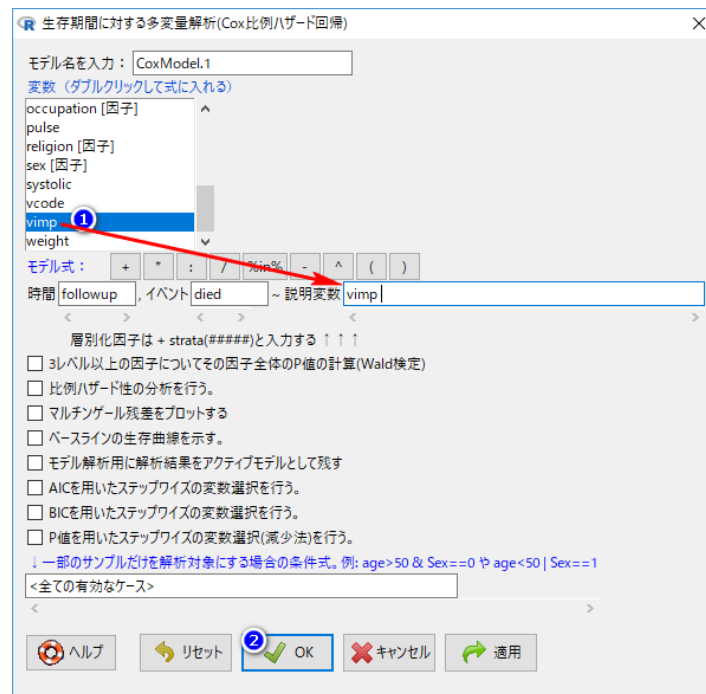 生存期間に対する多変量解析(Cox比例ハザード回帰)
モデル名を入力： CoxModel.1
変数（ダブルクリックして式に入れる）
occupation [因子]
pulse
religion [因子]
sex [因子]
systolic
vcode
vimp 1
weight
モデル式： + * : / %in% - ^ ( )
時間 followup , イベント died ~ 説明変数 vimp
層別化因子は + strata(#####)と入力する ↑ ↑ ↑
3レベル以上の因子についてその因子全体のP値の計算(Wald検定)
比例ハザード性の分析を行う。
マルチンゲール残差をプロットする
ベースラインの生存曲線を示す。
モデル解析用に解析結果をアクティブモデルとして残す
AICを用いたステップワイズの変数選択を行う。
BICを用いたステップワイズの変数選択を行う。
P値を用いたステップワイズの変数選択(減少法)を行う。
↓一部のサンプルだけを解析対象にする場合の条件式。例: age>50 & Sex==0 や age<50 | Sex==1
<全ての有効なケース>
ヘルプ リセット 2 OK キャンセル 適用